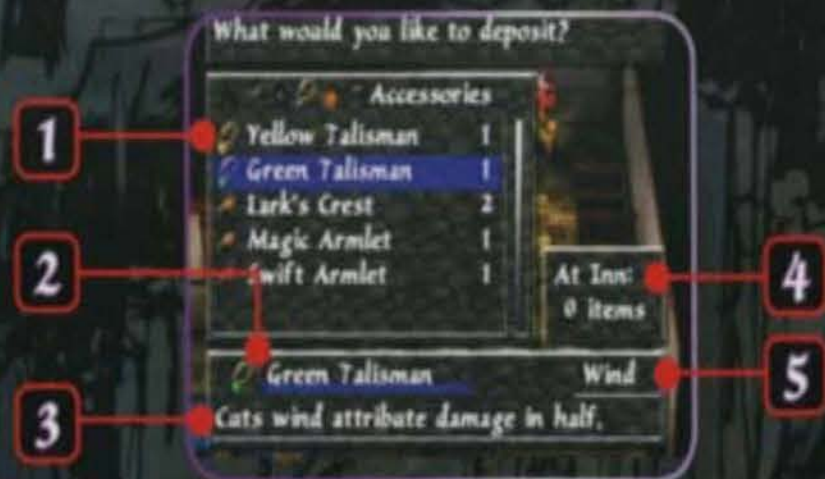 What would you like to deposit?
Accessories
1
Yellow Talisman 1
Green Talisman 1
Lark's Crest 2
Magic Armlet 1
Swift Armlet 1
2
At Inn:
0 items
4
Green Talisman Wind
5
3
Cuts wind attribute damage in half.